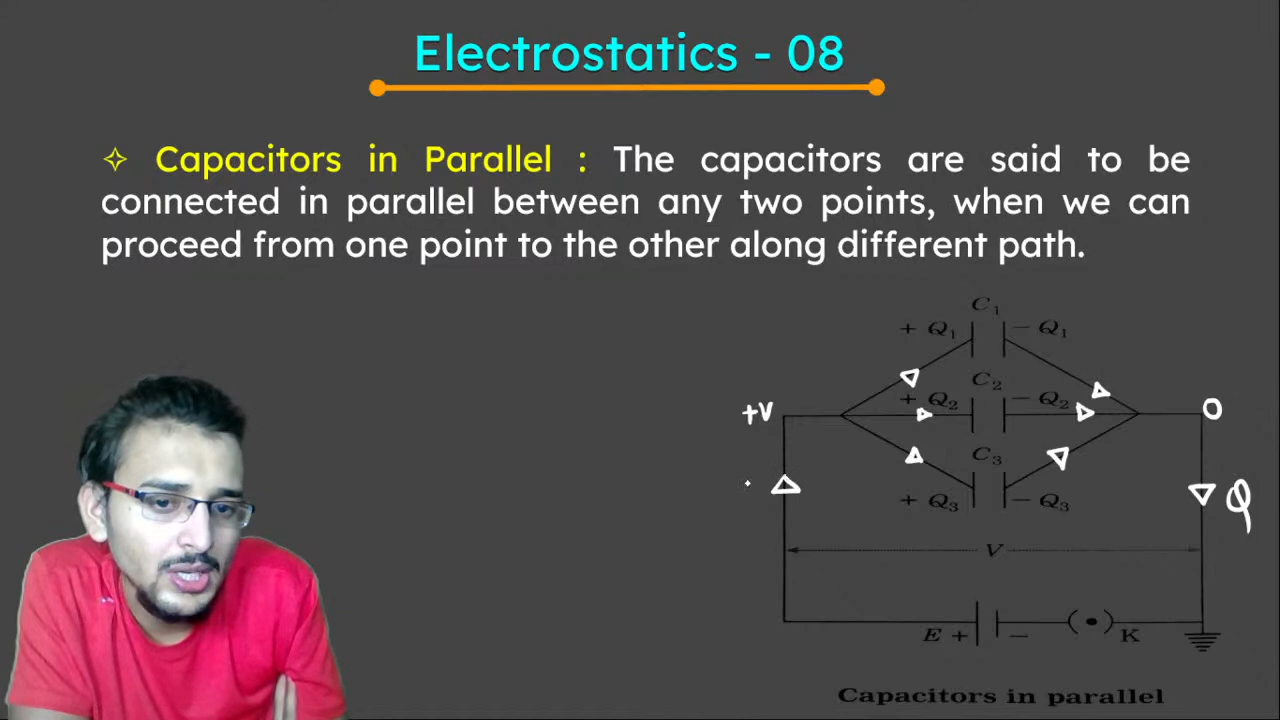 Electrostatics - 08
✧ Capacitors in Parallel : The capacitors are said to be
connected in parallel between any two points, when we can
proceed from one point to the other along different path.
C1
+ Q1 - Q1
C2
+ Q2 - Q2
+V 0
C3
+ Q3 - Q3
Q
V
E + - K
Capacitors in parallel